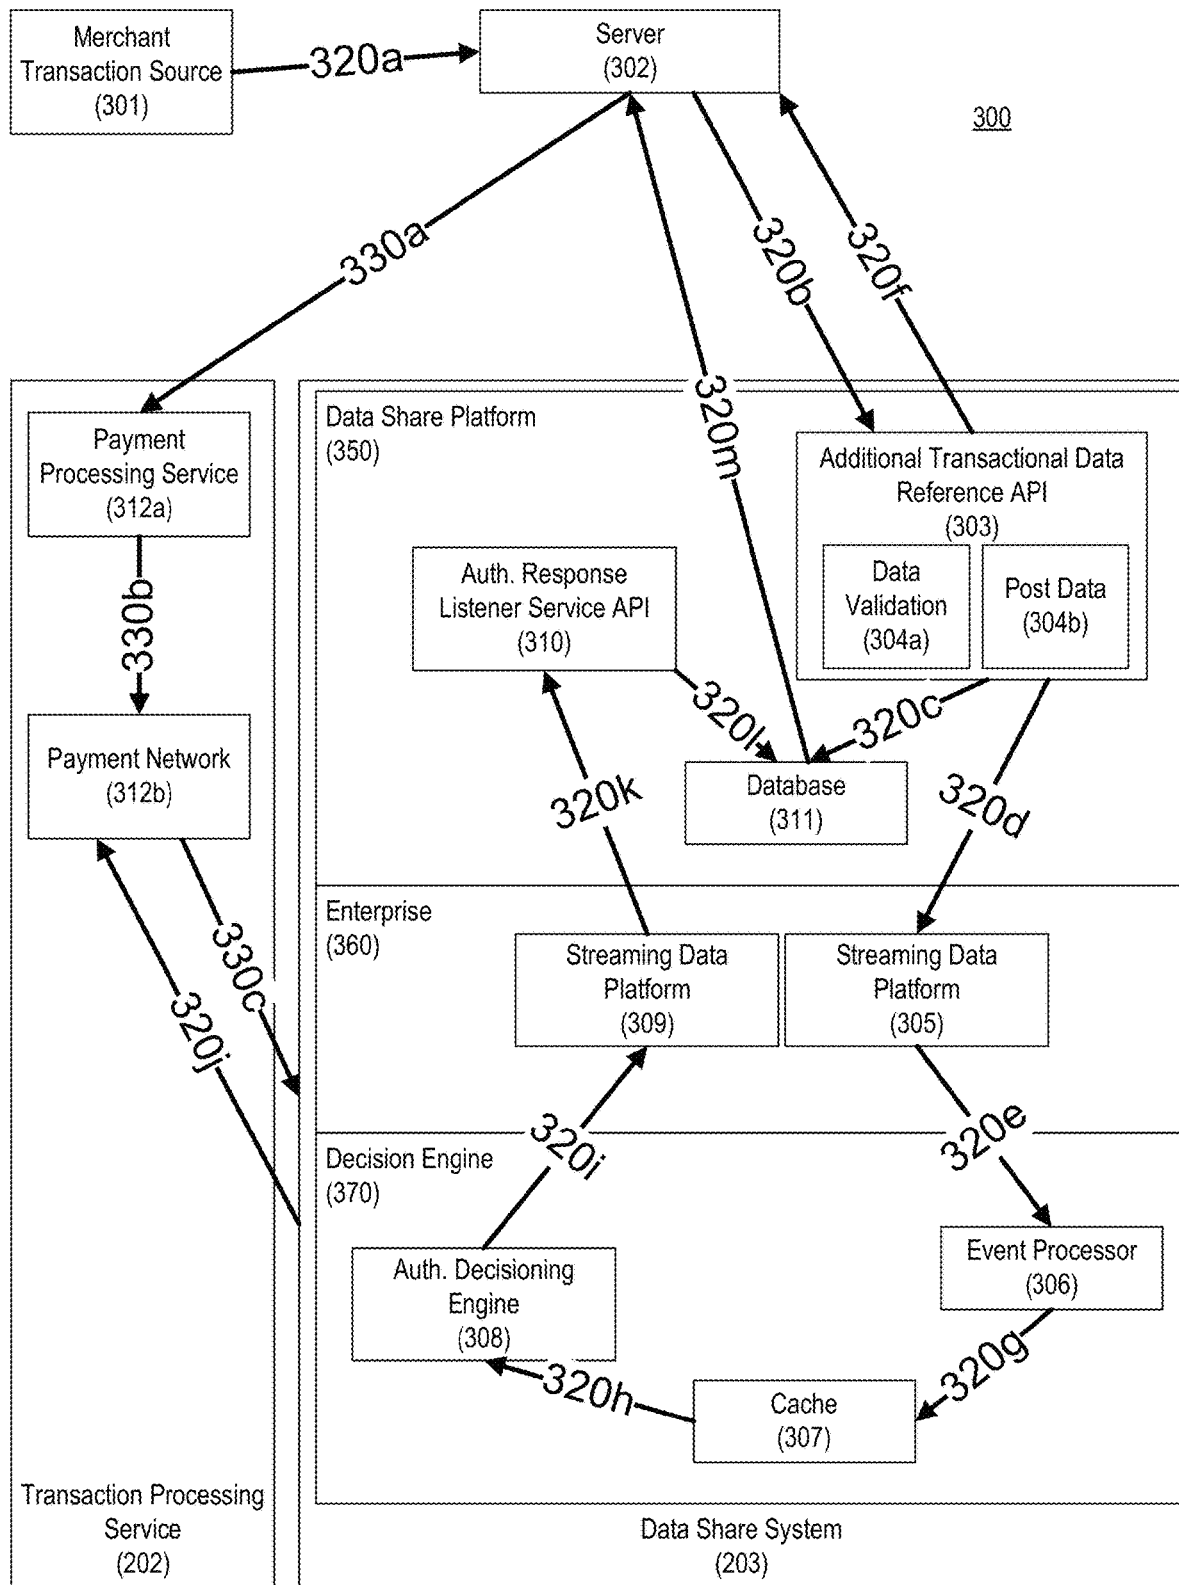 Merchant
Transaction Source
(301)
320a
Server
(302)
300
330a
320b
320f
320m
Payment
Processing Service
(312a)
330b
Payment Network
(312b)
330c
320j
Transaction Processing
Service
(202)
Data Share Platform
(350)
Additional Transactional Data
Reference API
(303)
Data
Validation
(304a)
Post Data
(304b)
Auth. Response
Listener Service API
(310)
320l
320c
Database
(311)
320k
320d
Enterprise
(360)
Streaming Data
Platform
(309)
Streaming Data
Platform
(305)
320i
320e
Decision Engine
(370)
Auth. Decisioning
Engine
(308)
Event Processor
(306)
320h
320g
Cache
(307)
Data Share System
(203)